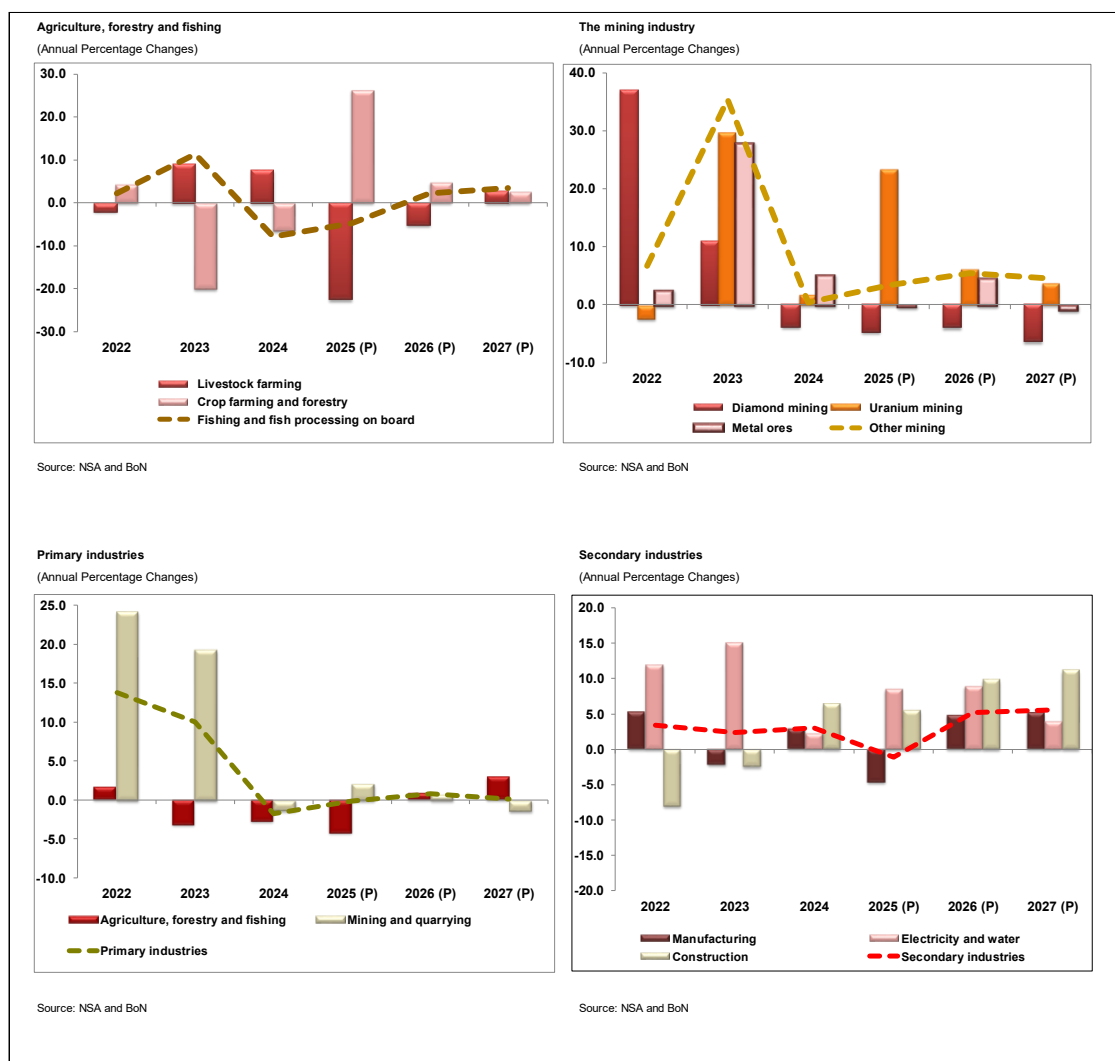 Agriculture, forestry and fishing
(Annual Percentage Changes)
30.0
20.0
10.0
0.0
-10.0
-20.0
-30.0
2022 2023 2024 2025 (P) 2026 (P) 2027 (P)
Livestock farming
Crop farming and forestry
Fishing and fish processing on board
Source: NSA and BoN
The mining industry
(Annual Percentage Changes)
40.0
30.0
20.0
10.0
0.0
-10.0
2022 2023 2024 2025 (P) 2026 (P) 2027 (P)
Diamond mining Uranium mining
Metal ores Other mining
Source: NSA and BoN
Primary industries
(Annual Percentage Changes)
25.0
20.0
15.0
10.0
5.0
0.0
-5.0
-10.0
2022 2023 2024 2025 (P) 2026 (P) 2027 (P)
Agriculture, forestry and fishing Mining and quarrying
Primary industries
Source: NSA and BoN
Secondary industries
(Annual Percentage Changes)
20.0
15.0
10.0
5.0
0.0
-5.0
-10.0
-15.0
-20.0
2022 2023 2024 2025 (P) 2026 (P) 2027 (P)
Manufacturing Electricity and water
Construction Secondary industries
Source: NSA and BoN